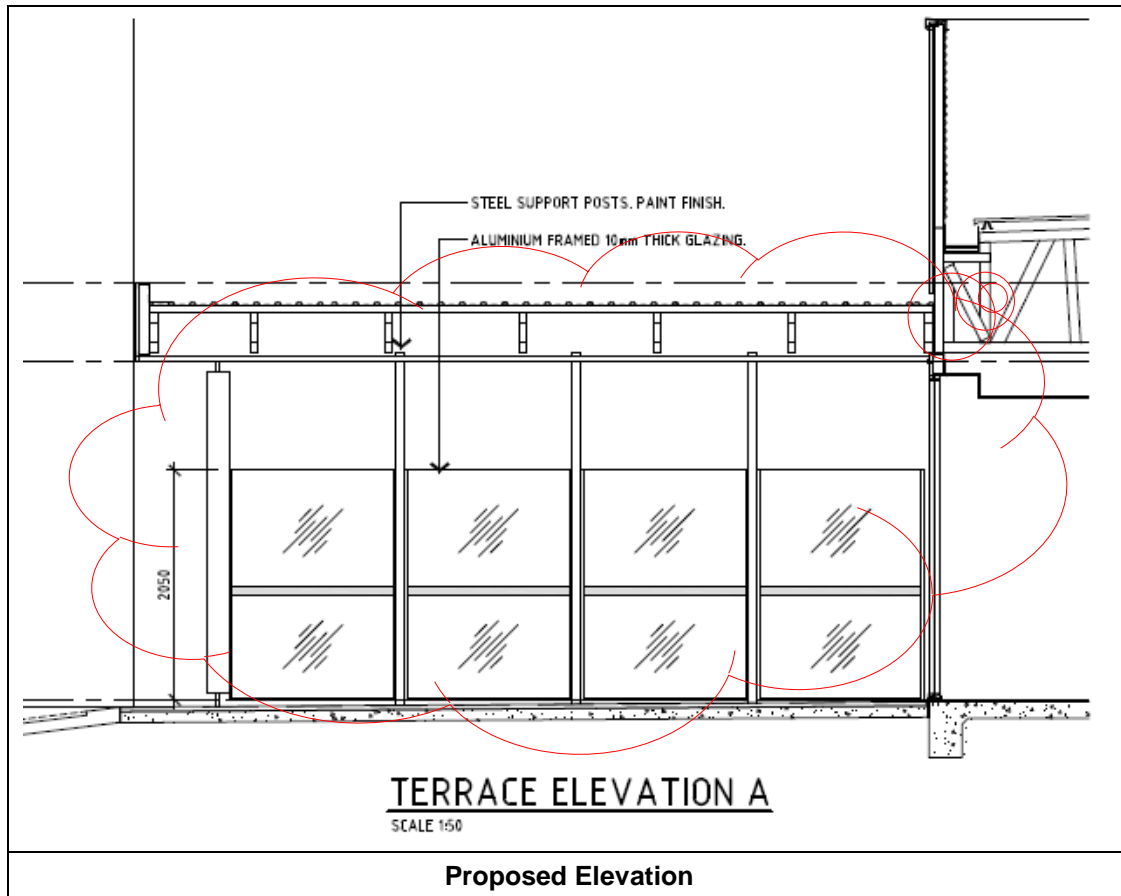 STEEL SUPPORT POSTS. PAINT FINISH.
ALUMINIUM FRAMED 10mm THICK GLAZING.
2050
TERRACE ELEVATION A
SCALE 1:50
Proposed Elevation